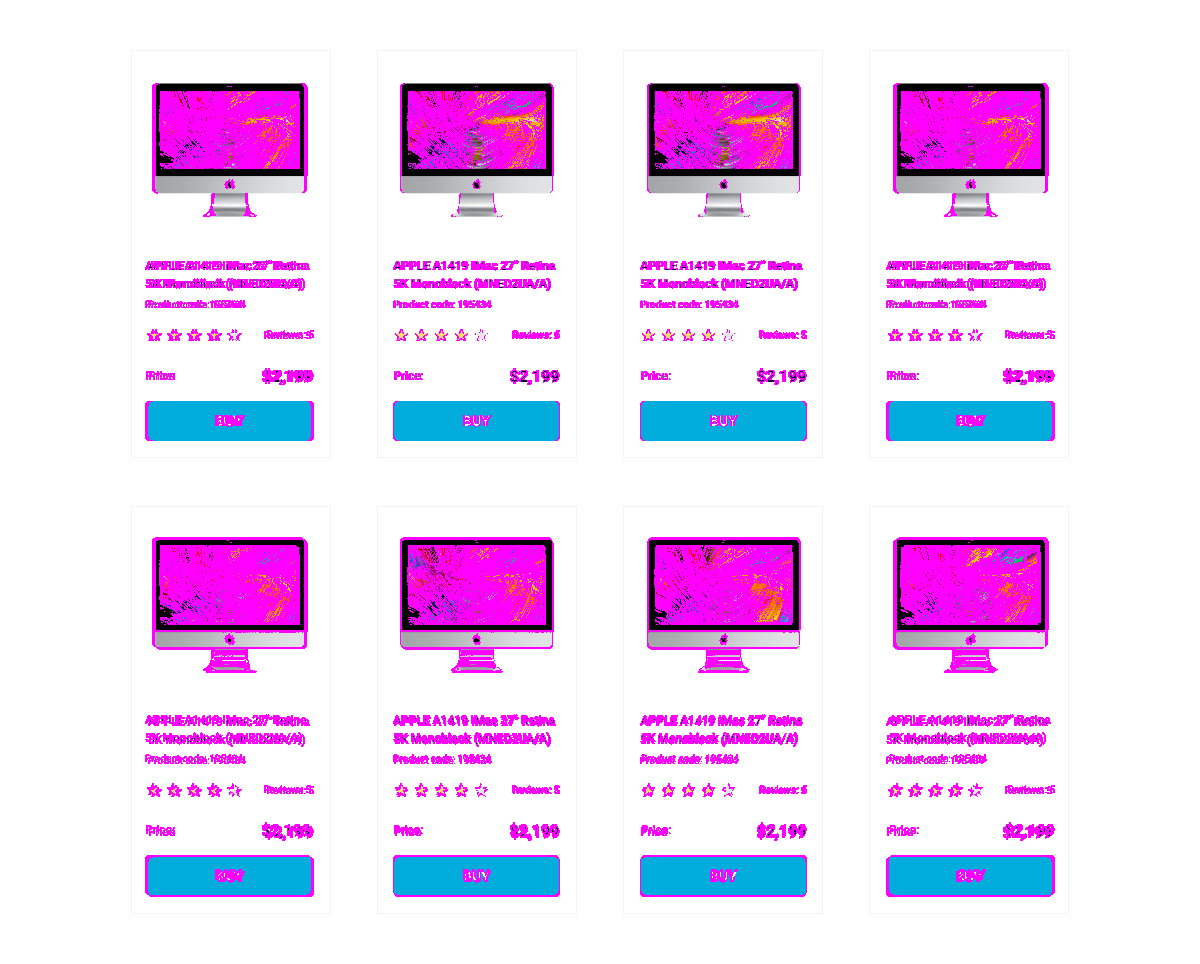 APPLE A1419 iMac 27" Retina
5K Monoblock (MNED2UA/A)
Product code: 195434
Reviews: 5
Price:
$2,199
BUY
APPLE A1419 iMac 27" Retina
5K Monoblock (MNED2UA/A)
Product code: 195434
Reviews: 5
Price:
$2,199
BUY
APPLE A1419 iMac 27" Retina
5K Monoblock (MNED2UA/A)
Product code: 195434
Reviews: 5
Price:
$2,199
BUY
APPLE A1419 iMac 27" Retina
5K Monoblock (MNED2UA/A)
Product code: 195434
Reviews: 5
Price:
$2,199
BUY
APPLE A1419 iMac 27" Retina
5K Monoblock (MNED2UA/A)
Product code: 195434
Reviews: 5
Price:
$2,199
BUY
APPLE A1419 iMac 27" Retina
5K Monoblock (MNED2UA/A)
Product code: 195434
Reviews: 5
Price:
$2,199
BUY
APPLE A1419 iMac 27" Retina
5K Monoblock (MNED2UA/A)
Product code: 195434
Reviews: 5
Price:
$2,199
BUY
APPLE A1419 iMac 27" Retina
5K Monoblock (MNED2UA/A)
Product code: 195434
Reviews: 5
Price:
$2,199
BUY